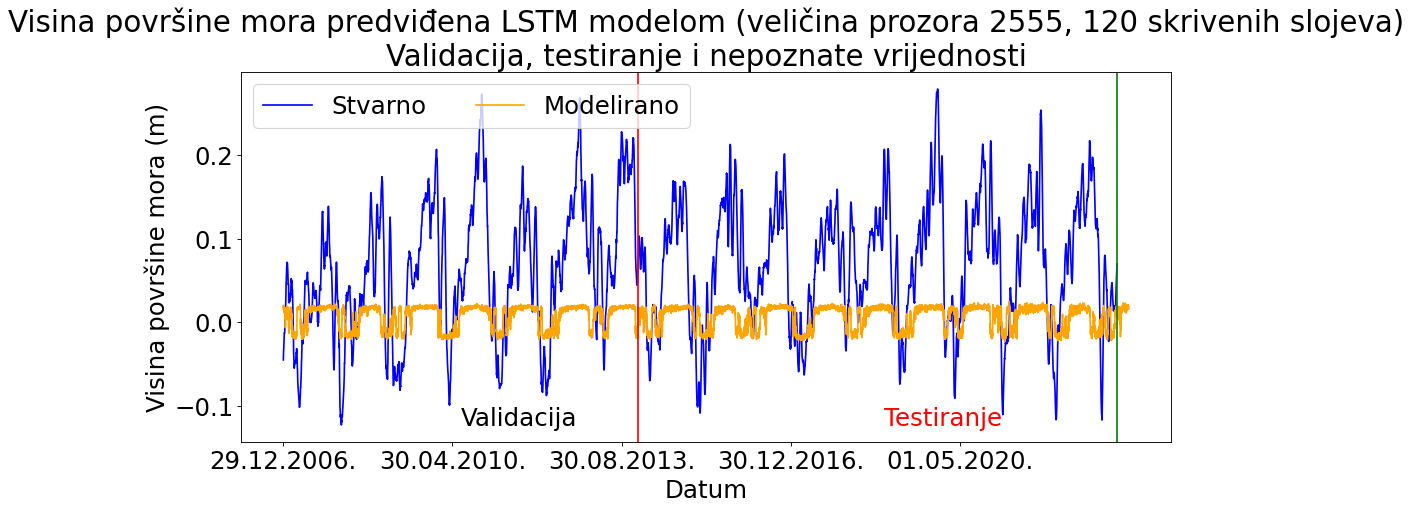 Visina površine mora predviđena LSTM modelom (veličina prozora 2555, 120 skrivenih slojeva)
Validacija, testiranje i nepoznate vrijednosti
Stvarno Modelirano
Visina površine mora (m)
0.2
0.1
0.0
−0.1
Validacija Testiranje
29.12.2006. 30.04.2010. 30.08.2013. 30.12.2016. 01.05.2020.
Datum